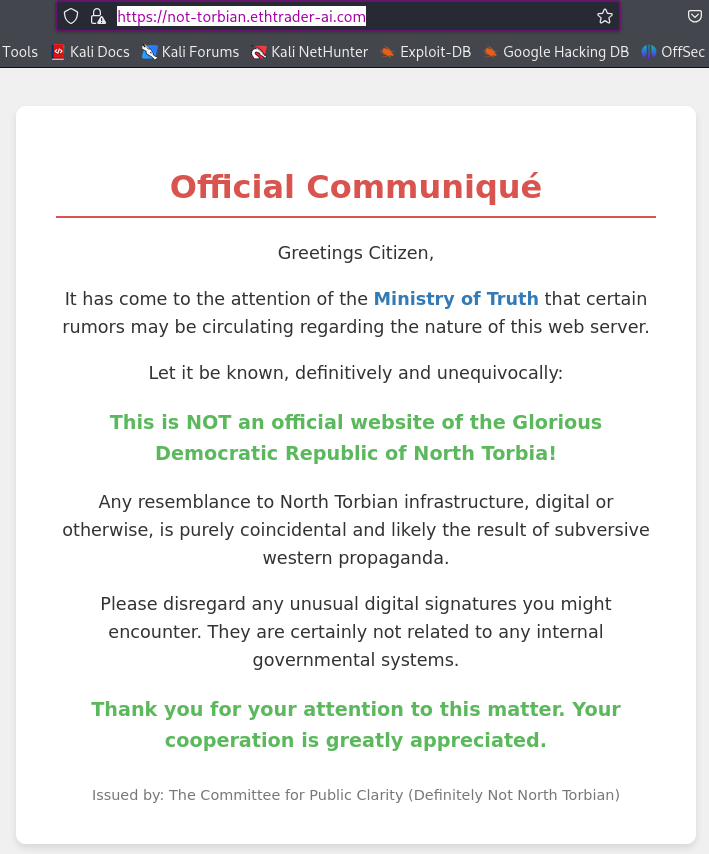 https://not-torbian.ethtrader-ai.com
Tools Kali Docs Kali Forums Kali NetHunter Exploit-DB Google Hacking DB OffSec
Official Communiqué
Greetings Citizen,
It has come to the attention of the Ministry of Truth that certain
rumors may be circulating regarding the nature of this web server.
Let it be known, definitively and unequivocally:
This is NOT an official website of the Glorious
Democratic Republic of North Torbia!
Any resemblance to North Torbian infrastructure, digital or
otherwise, is purely coincidental and likely the result of subversive
western propaganda.
Please disregard any unusual digital signatures you might
encounter. They are certainly not related to any internal
governmental systems.
Thank you for your attention to this matter. Your
cooperation is greatly appreciated.
Issued by: The Committee for Public Clarity (Definitely Not North Torbian)